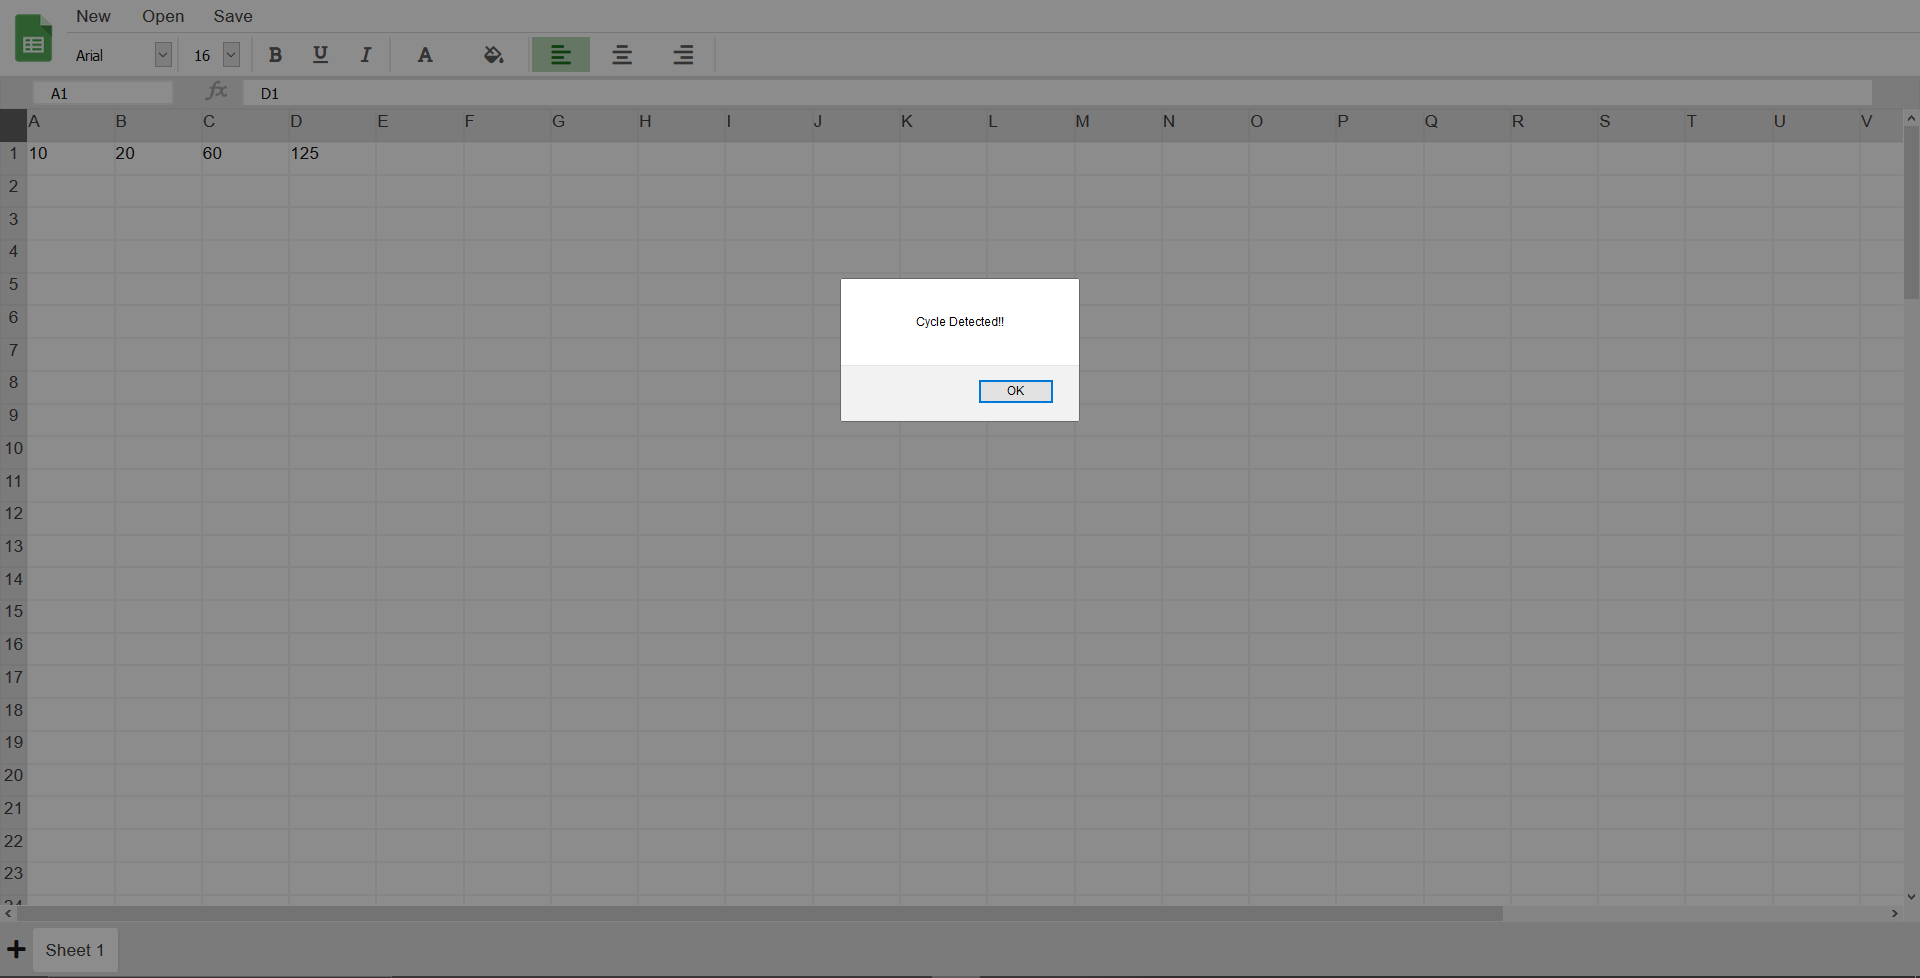 New Open Save
Arial 16 B U I A
A1 fx D1
A B C D E F G H I J K L M N O P Q R S T U V
1 10 20 60 125
2
3
4
5
6
7
8
9
10
11
12
13
14
15
16
17
18
19
20
21
22
23
24
Cycle Detected!!
OK
Sheet 1